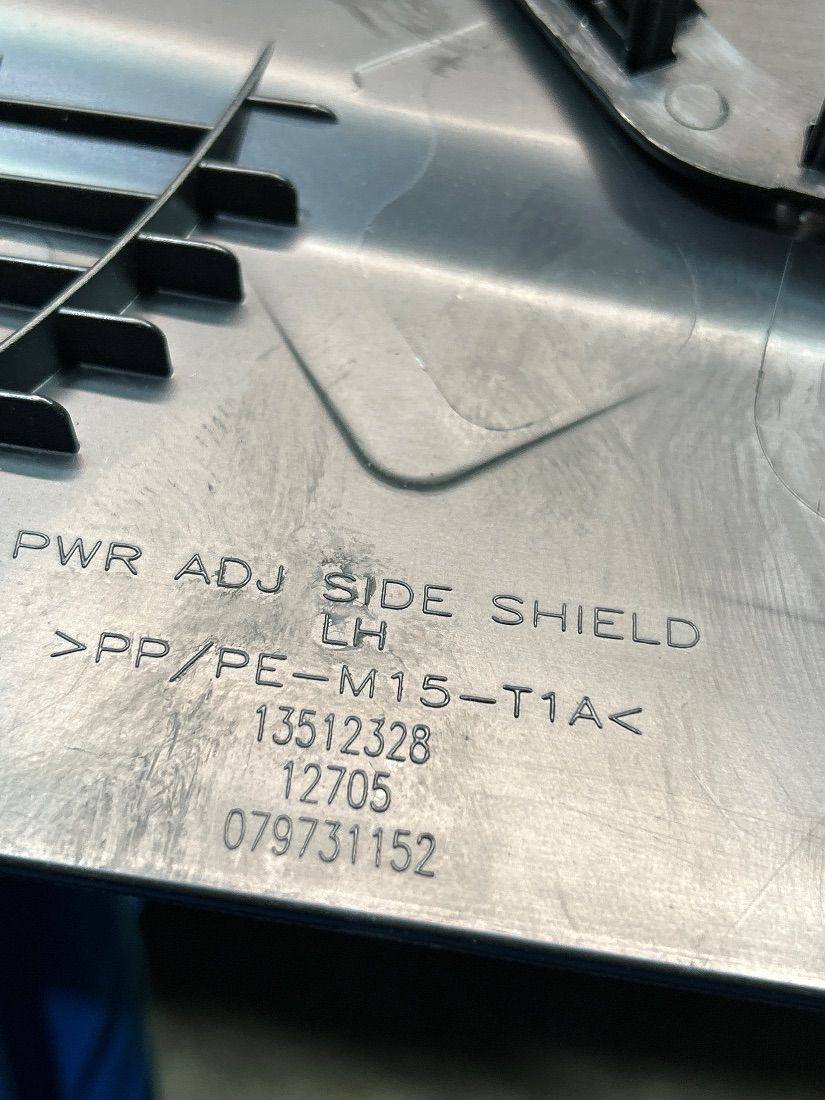 PWR ADJ SIDE SHIELD
LH
>PP/PE-M15-T1A<
13512328
12705
079731152